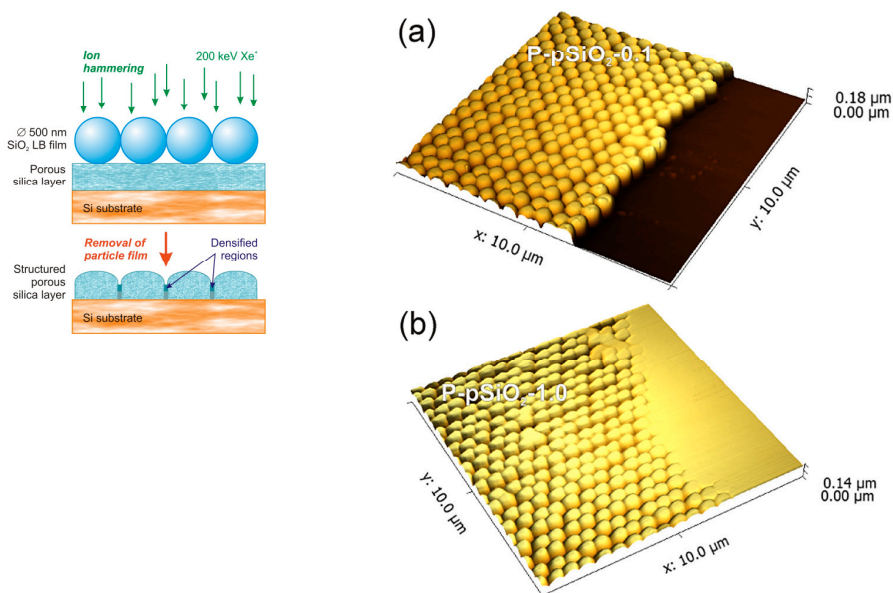 Ion
hammering
200 keV Xe⁺
∅ 500 nm
SiO₂ LB film
Porous
silica layer
Si substrate
Removal of
particle film
Densified
regions
Structured
porous
silica layer
Si substrate
(a)
P-pSiO₂-0.1
0.18 µm
0.00 µm
x: 10.0 µm
y: 10.0 µm
(b)
P-pSiO₂-1.0
0.14 µm
0.00 µm
y: 10.0 µm
x: 10.0 µm